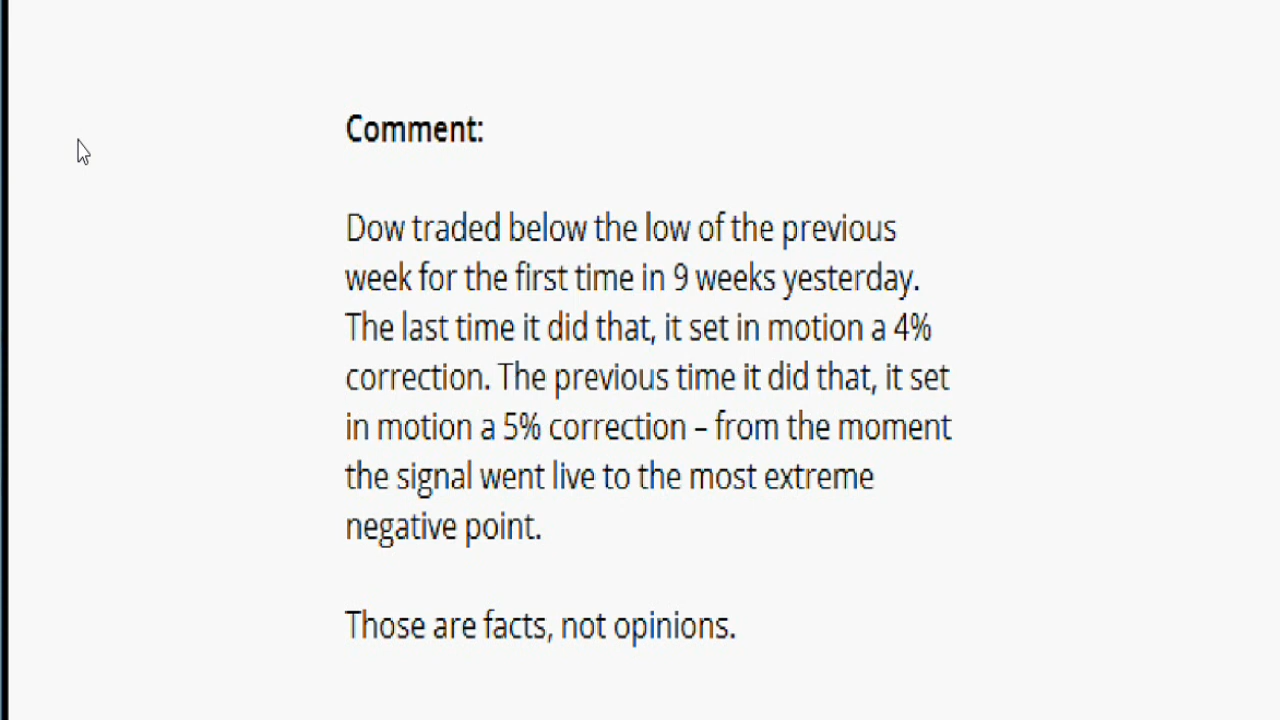 Comment:
Dow traded below the low of the previous
week for the first time in 9 weeks yesterday.
The last time it did that, it set in motion a 4%
correction. The previous time it did that, it set
in motion a 5% correction – from the moment
the signal went live to the most extreme
negative point.
Those are facts, not opinions.